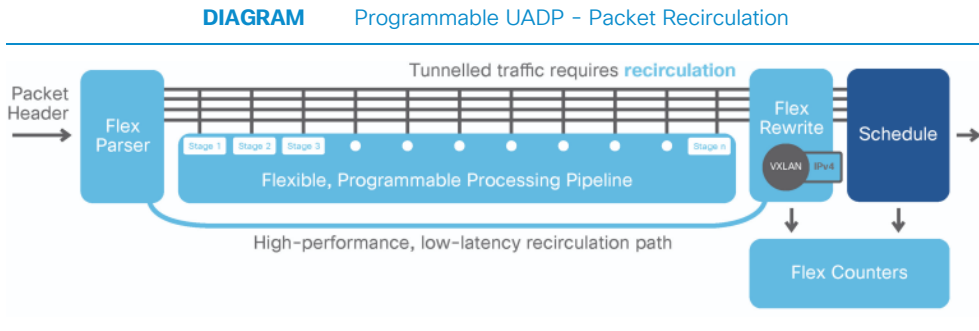 DIAGRAM Programmable UADP - Packet Recirculation
Tunnelled traffic requires recirculation
Packet
Header
Flex
Parser
Stage 1 Stage 2 Stage 3 Stage n
Flexible, Programmable Processing Pipeline
Flex
Rewrite
VXLAN IPv4
Schedule
High-performance, low-latency recirculation path
Flex Counters